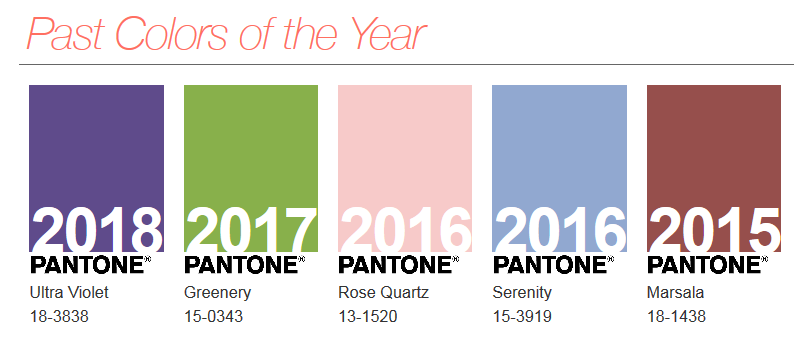 Past Colors of the Year
2018
PANTONE®
Ultra Violet
18-3838
2017
PANTONE®
Greenery
15-0343
2016
PANTONE®
Rose Quartz
13-1520
2016
PANTONE®
Serenity
15-3919
2015
PANTONE®
Marsala
18-1438